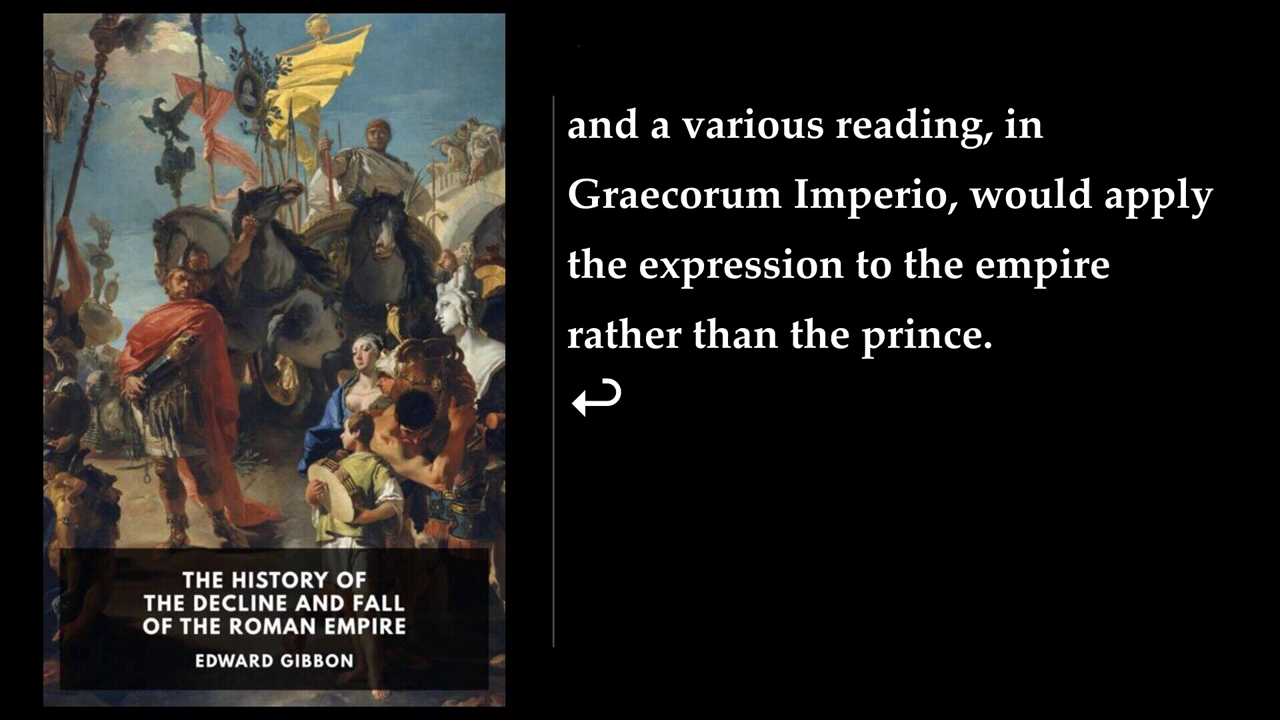 and a various reading, in
Graecorum Imperio, would apply
the expression to the empire
rather than the prince.
↩
THE HISTORY OF
THE DECLINE AND FALL
OF THE ROMAN EMPIRE
EDWARD GIBBON